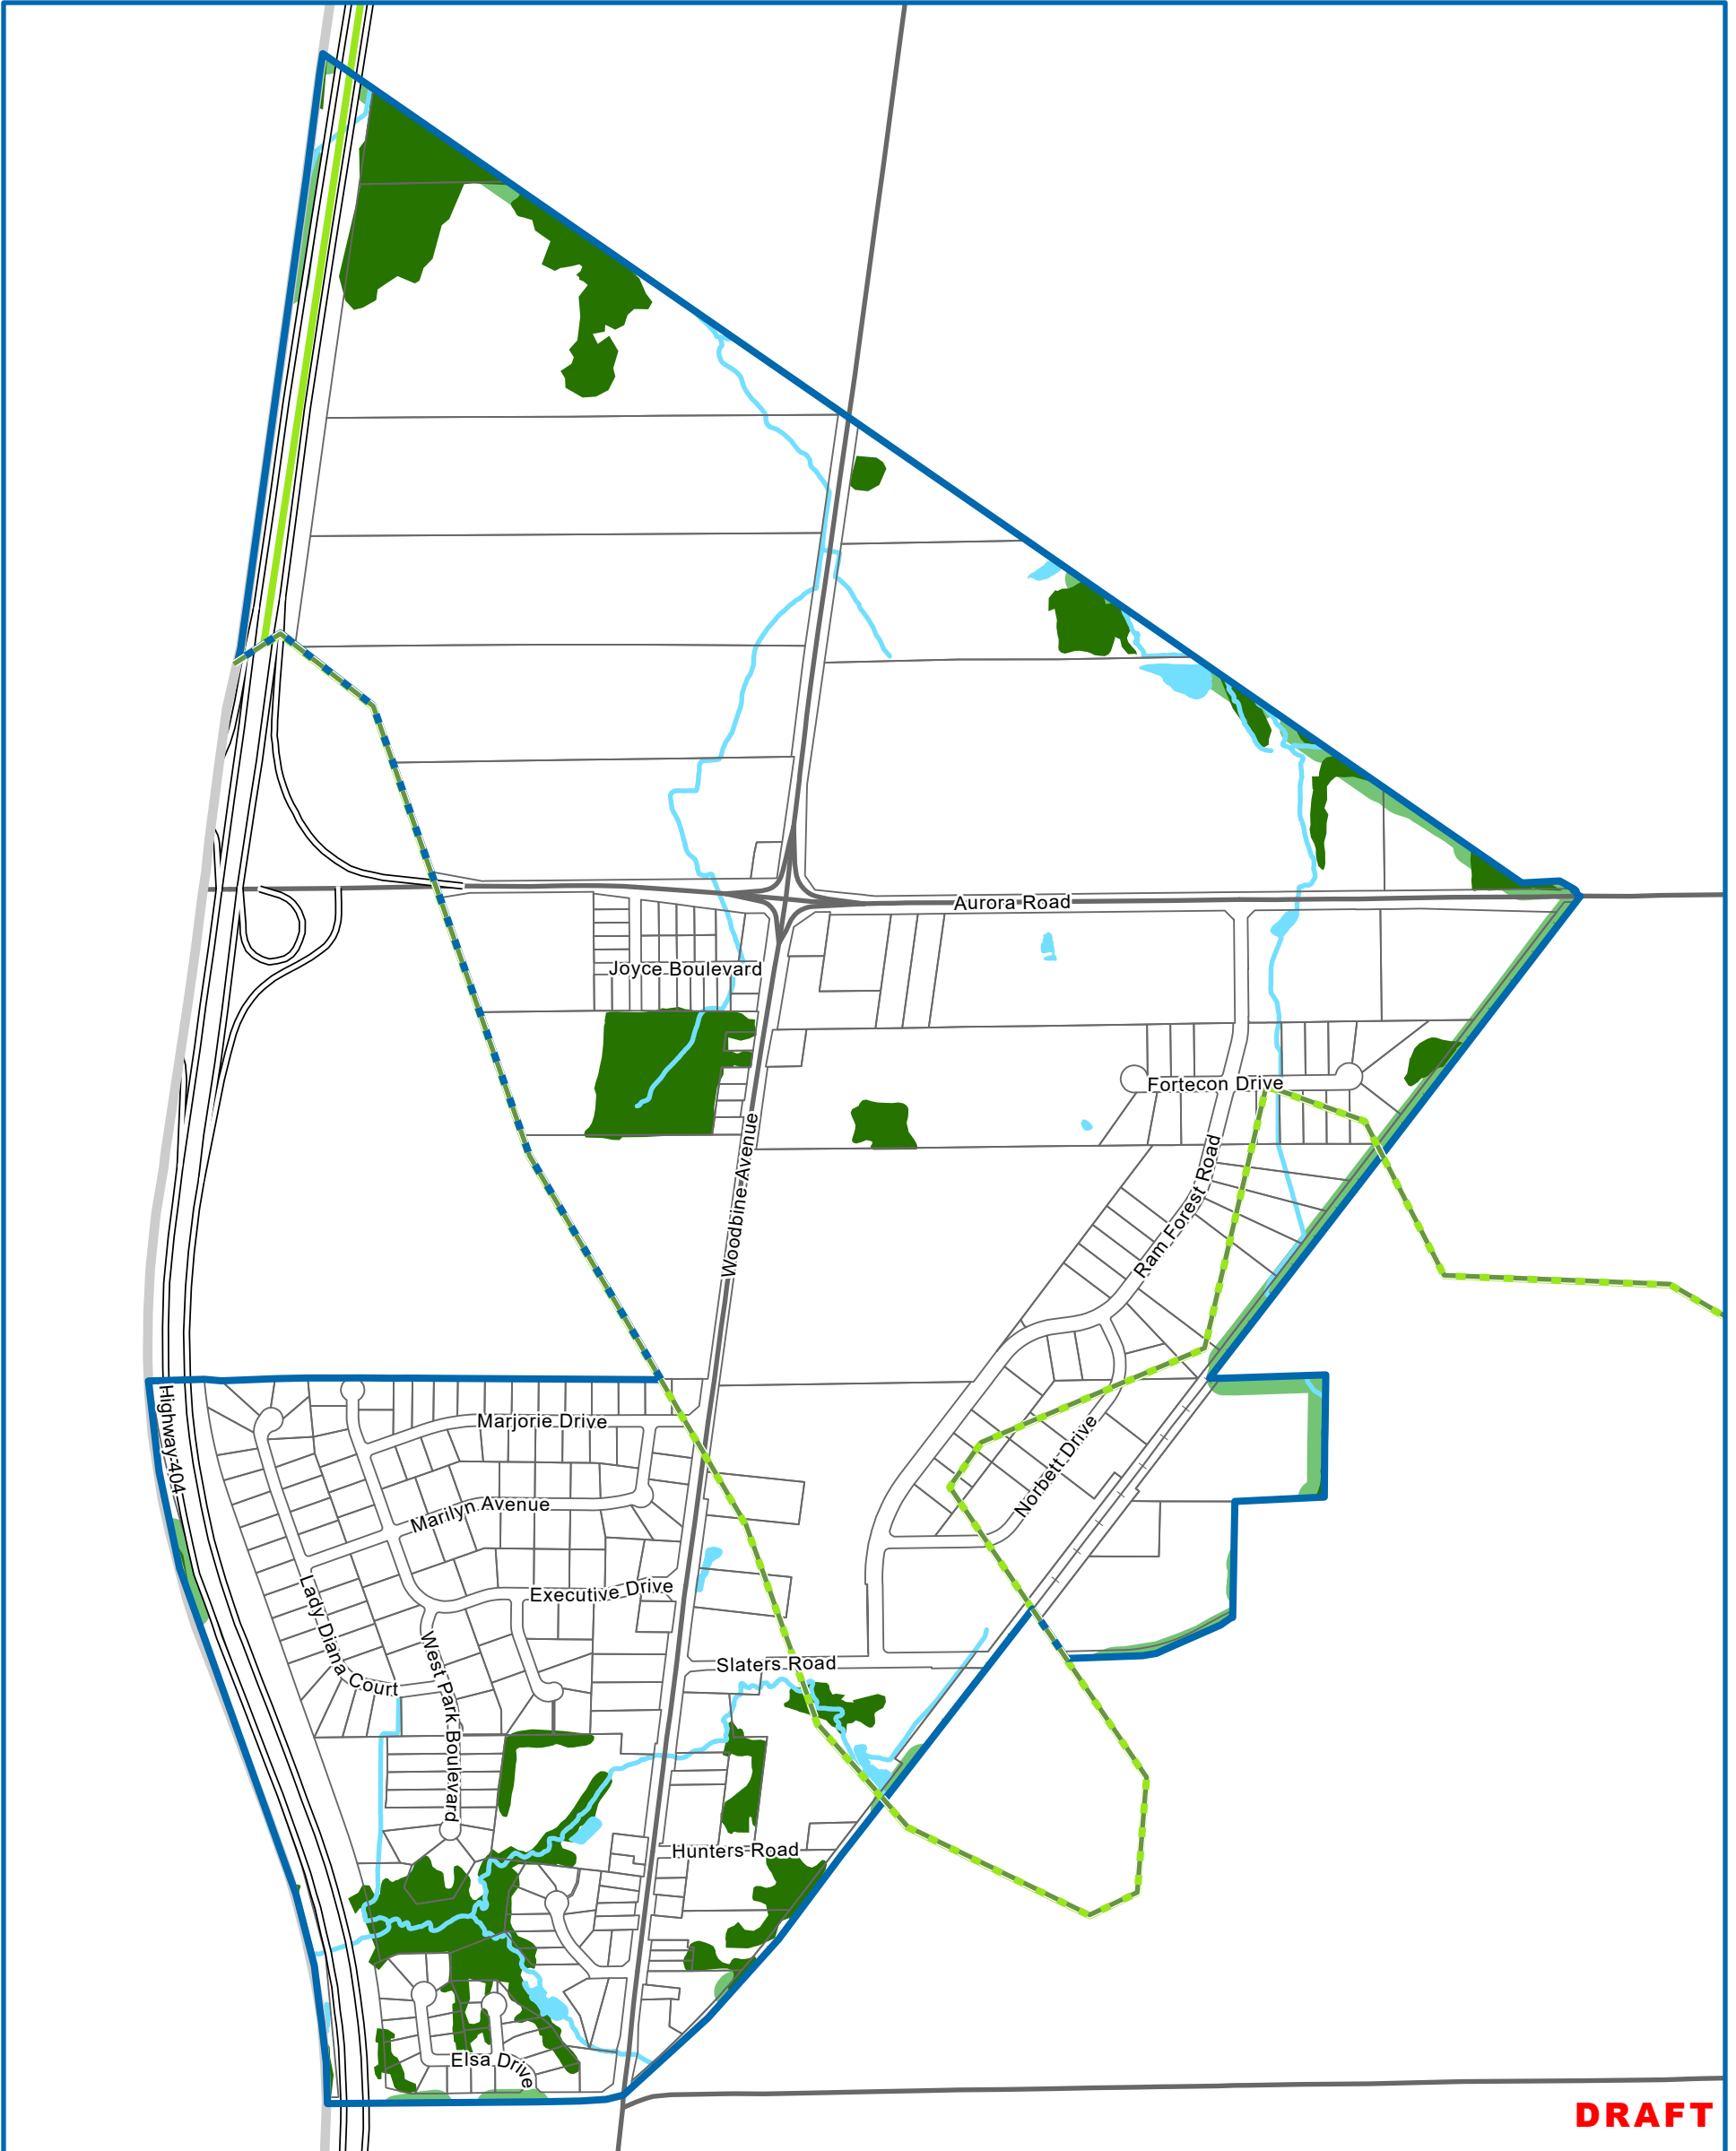 Aurora Road
Joyce Boulevard
Fortecon Drive
Woodbine Avenue
Ram Forest Road
Highway 404
Marjorie Drive
Norbett Drive
Marilyn Avenue
Executive Drive
Lady Diana Court
West Park Boulevard
Slaters Road
Hunters Road
Elsa Drive
DRAFT